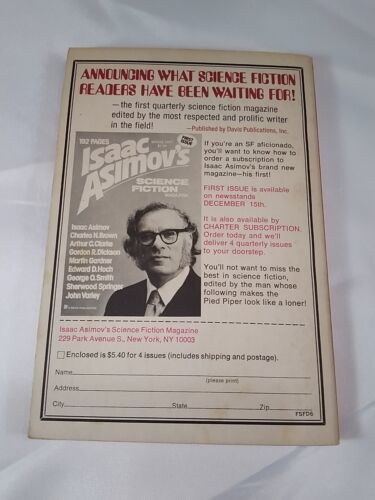 ANNOUNCING WHAT SCIENCE FICTION
READERS HAVE BEEN WAITING FOR!
—the first quarterly science fiction magazine
edited by the most respected and prolific writer
in the field!
—Published by Davis Publications, Inc.
192 PAGES
FIRST
ISSUE
Isaac
Asimov's
SCIENCE
FICTION
MAGAZINE
Isaac Asimov
Charles N. Brown
Arthur C. Clarke
Gordon R. Dickson
Martin Gardner
Edward D. Hoch
George O. Smith
Sherwood Springer
John Varley
If you're an SF aficionado,
you'll want to know how to
order a subscription to
Isaac Asimov's brand new
magazine—his first!
FIRST ISSUE is available
on newsstands
DECEMBER 15th.
It is also available by
CHARTER SUBSCRIPTION.
Order today and we'll
deliver 4 quarterly issues
to your doorstep.
You'll not want to miss the
best in science fiction,
edited by the man whose
following makes the
Pied Piper look like a loner!
Isaac Asimov's Science Fiction Magazine
229 Park Avenue S., New York, NY 10003
Enclosed is $5.40 for 4 issues (includes shipping and postage).
Name
(please print)
Address
City State Zip
FSFD6